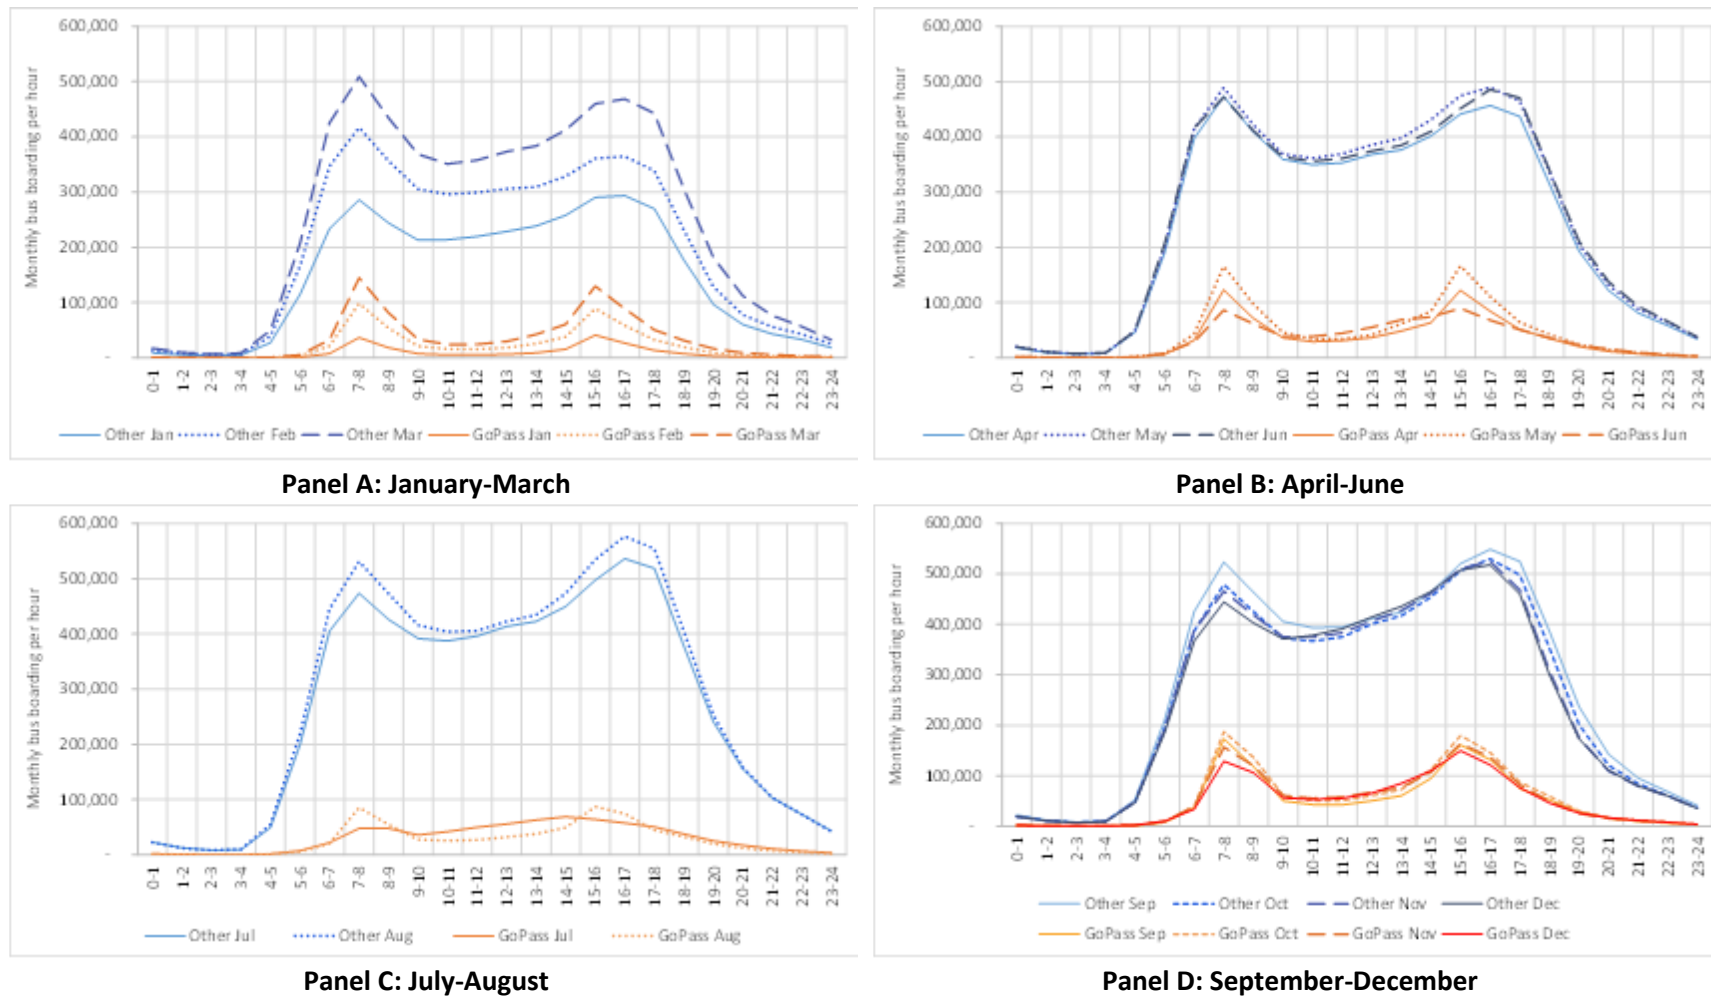 600,000
500,000
400,000
300,000
200,000
100,000
-
Monthly bus boarding per hour
0-1 1-2 2-3 3-4 4-5 5-6 6-7 7-8 8-9 9-10 10-11 11-12 12-13 13-14 14-15 15-16 16-17 17-18 18-19 19-20 20-21 21-22 22-23 23-24
Other Jan Other Feb Other Mar GoPass Jan GoPass Feb GoPass Mar
Panel A: January-March
600,000
500,000
400,000
300,000
200,000
100,000
-
Monthly bus boarding per hour
0-1 1-2 2-3 3-4 4-5 5-6 6-7 7-8 8-9 9-10 10-11 11-12 12-13 13-14 14-15 15-16 16-17 17-18 18-19 19-20 20-21 21-22 22-23 23-24
Other Apr Other May Other Jun GoPass Apr GoPass May GoPass Jun
Panel B: April-June
600,000
500,000
400,000
300,000
200,000
100,000
-
Monthly bus boarding per hour
0-1 1-2 2-3 3-4 4-5 5-6 6-7 7-8 8-9 9-10 10-11 11-12 12-13 13-14 14-15 15-16 16-17 17-18 18-19 19-20 20-21 21-22 22-23 23-24
Other Jul Other Aug GoPass Jul GoPass Aug
Panel C: July-August
600,000
500,000
400,000
300,000
200,000
100,000
-
Monthly bus boarding per hour
0-1 1-2 2-3 3-4 4-5 5-6 6-7 7-8 8-9 9-10 10-11 11-12 12-13 13-14 14-15 15-16 16-17 17-18 18-19 19-20 20-21 21-22 22-23 23-24
Other Sep Other Oct Other Nov Other Dec
GoPass Sep GoPass Oct GoPass Nov GoPass Dec
Panel D: September-December